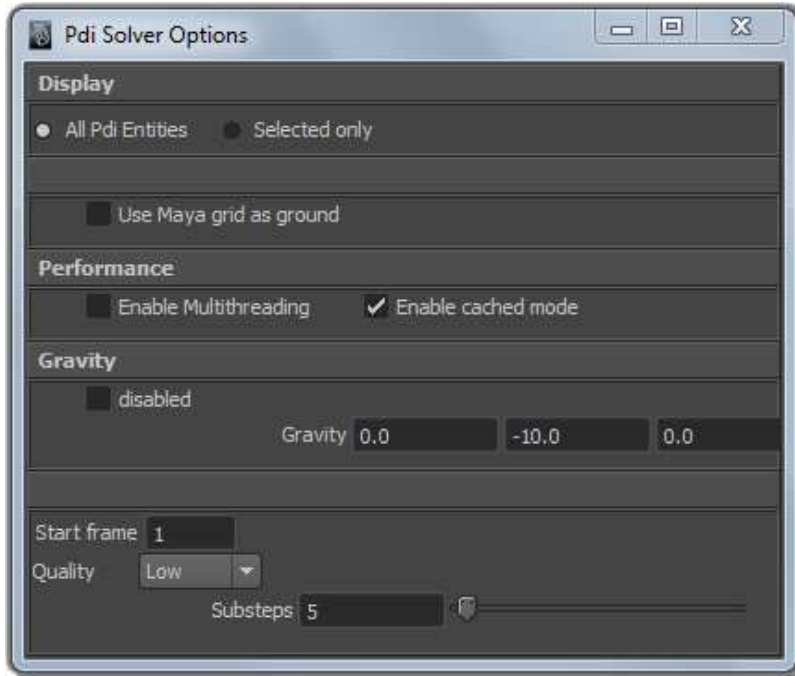 Pdi Solver Options
Display
All Pdi Entities Selected only
Use Maya grid as ground
Performance
Enable Multithreading Enable cached mode
Gravity
disabled
Gravity 0.0 -10.0 0.0
Start frame 1
Quality Low
Substeps 5